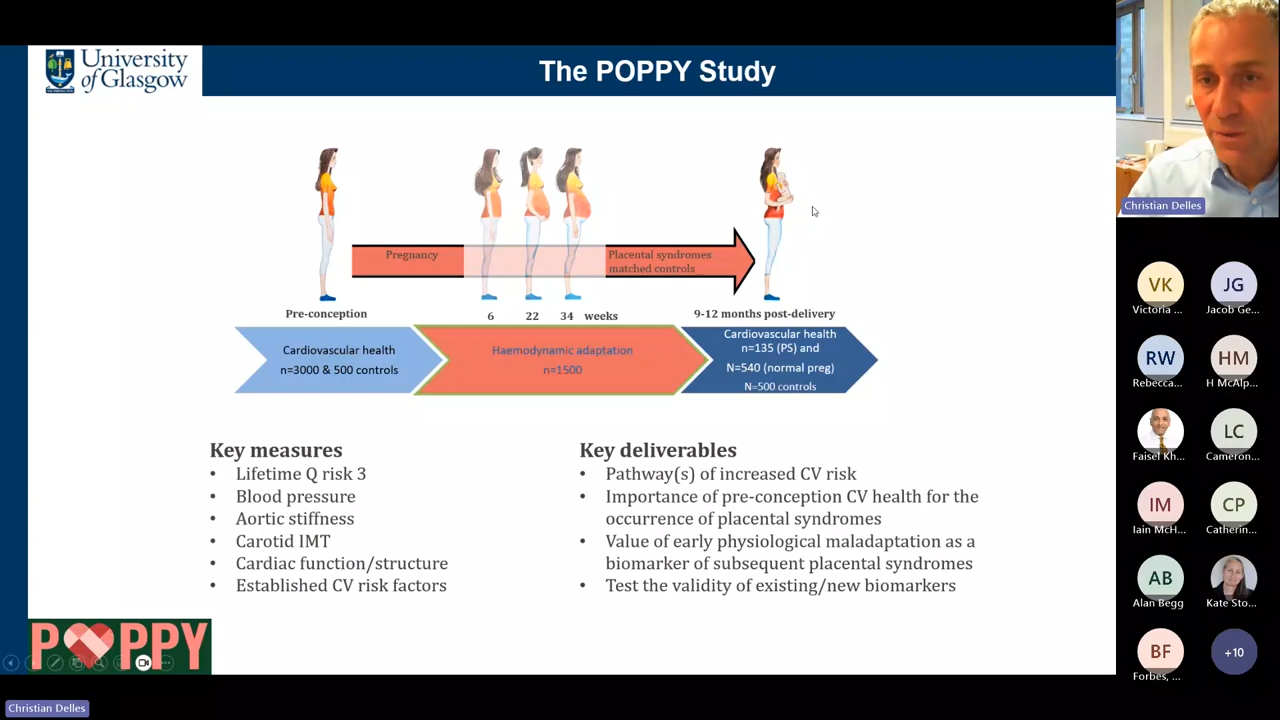 University
of Glasgow
The POPPY Study
Pregnancy
Placental syndromes
matched controls
Pre-conception
6 22 34 weeks
9-12 months post-delivery
Cardiovascular health
n=3000 & 500 controls
Haemodynamic adaptation
n=1500
Cardiovascular health
n=135 (PS) and
N=540 (normal preg)
N=500 controls
Key measures
• Lifetime Q risk 3
• Blood pressure
• Aortic stiffness
• Carotid IMT
• Cardiac function/structure
• Established CV risk factors
Key deliverables
• Pathway(s) of increased CV risk
• Importance of pre-conception CV health for the
occurrence of placental syndromes
• Value of early physiological maladaptation as a
biomarker of subsequent placental syndromes
• Test the validity of existing/new biomarkers
POPPY
Christian Delles
Christian Delles
VK
Victoria ...
JG
Jacob Ge...
RW
Rebecca...
HM
H McAlp...
Faisel Kh...
LC
Cameron...
IM
Iain McH...
CP
Catherin...
AB
Alan Begg
Kate Sto...
BF
Forbes, ...
+10